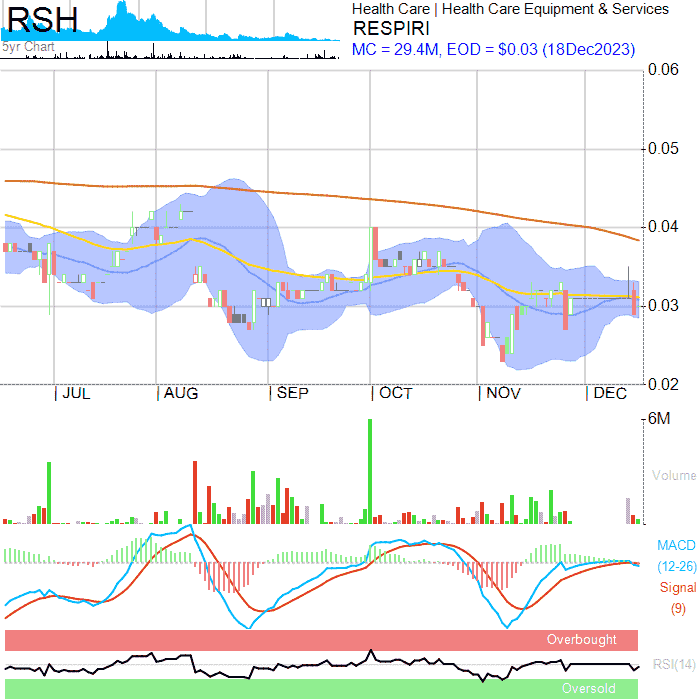 RSH
5yr Chart
Health Care | Health Care Equipment & Services
RESPIRI
MC = 29.4M, EOD = $0.03 (18Dec2023)
0.06
0.05
0.04
0.03
0.02
JUL AUG SEP OCT NOV DEC
6M
Volume
MACD
(12-26)
Signal
(9)
Overbought
RSI(14)
Oversold